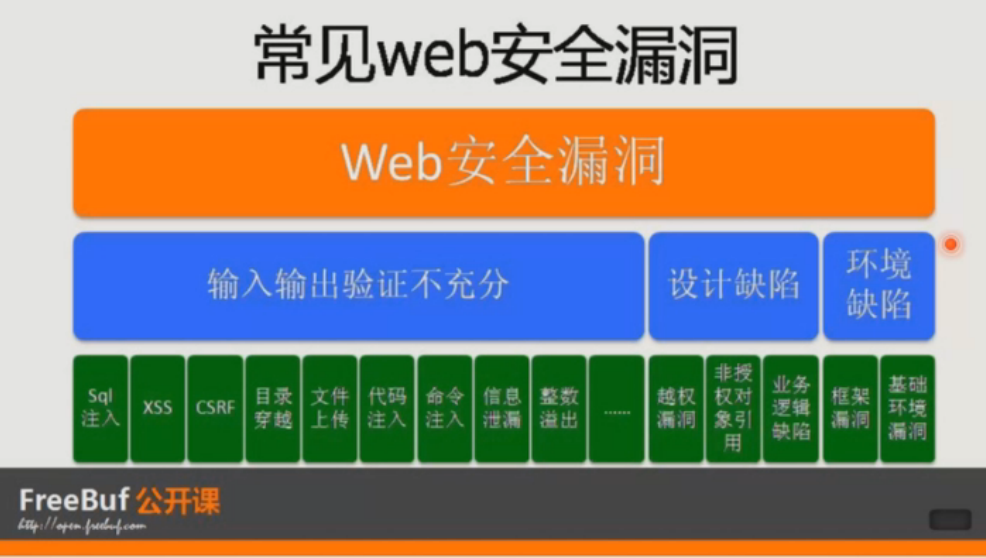 常见web安全漏洞
Web安全漏洞
输入输出验证不充分
设计缺陷
环境
缺陷
Sql
注入
XSS
CSRF
目录
穿越
文件
上传
代码
注入
命令
注入
信息
泄漏
整数
溢出
......
越权
漏洞
非授
权对
象引
用
业务
逻辑
缺陷
框架
漏洞
基础
环境
漏洞
FreeBuf 公开课
http://open.freebuf.com